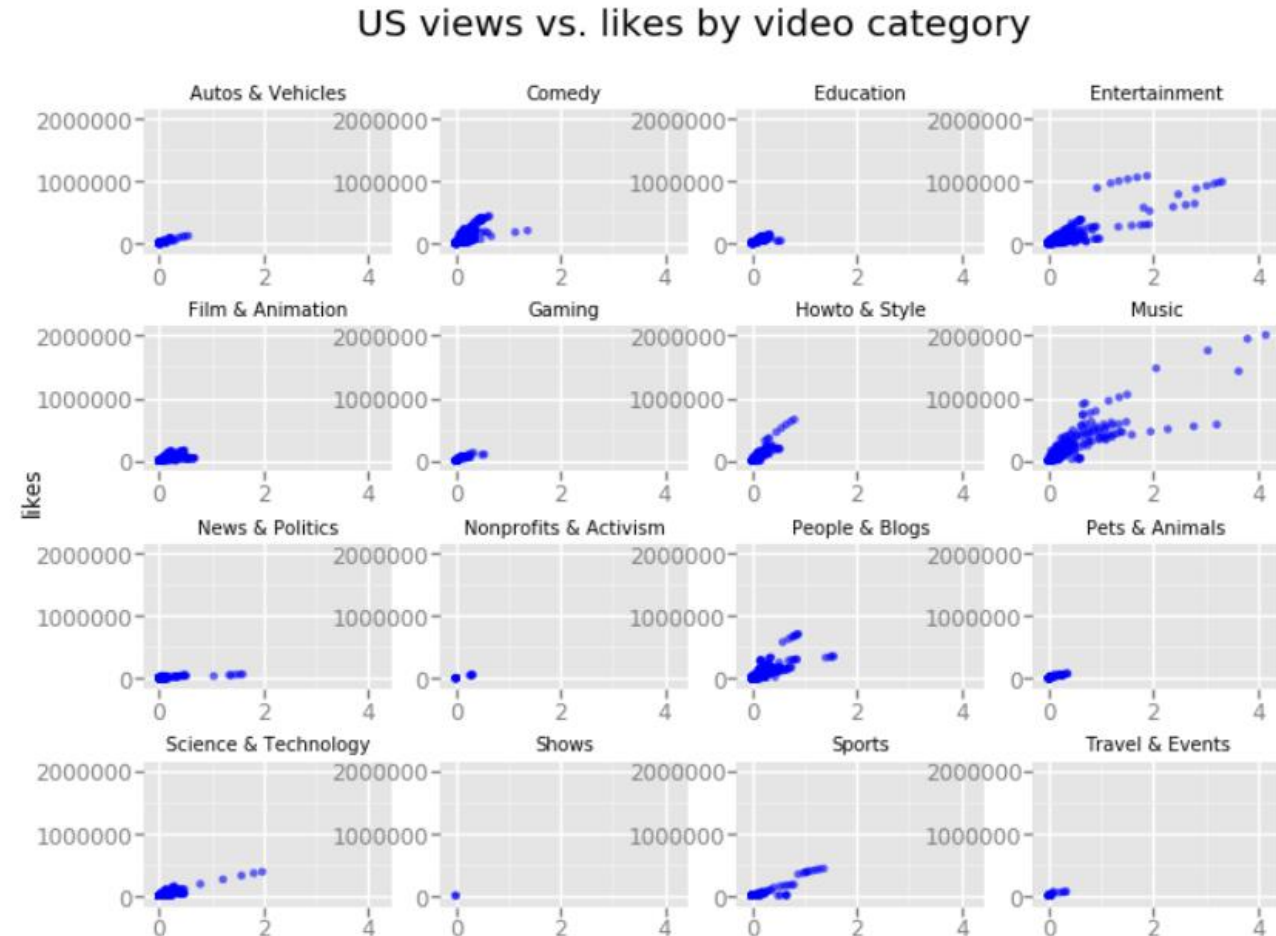 US views vs. likes by video category
Autos & Vehicles Comedy Education Entertainment
2000000 2000000 2000000 2000000
1000000 1000000 1000000 1000000
0 0 0 0
0 2 4 0 2 4 0 2 4 0 2 4
Film & Animation Gaming Howto & Style Music
2000000 2000000 2000000 2000000
1000000 1000000 1000000 1000000
0 0 0 0
0 2 4 0 2 4 0 2 4 0 2 4
likes
News & Politics Nonprofits & Activism People & Blogs Pets & Animals
2000000 2000000 2000000 2000000
1000000 1000000 1000000 1000000
0 0 0 0
0 2 4 0 2 4 0 2 4 0 2 4
Science & Technology Shows Sports Travel & Events
2000000 2000000 2000000 2000000
1000000 1000000 1000000 1000000
0 0 0 0
0 2 4 0 2 4 0 2 4 0 2 4